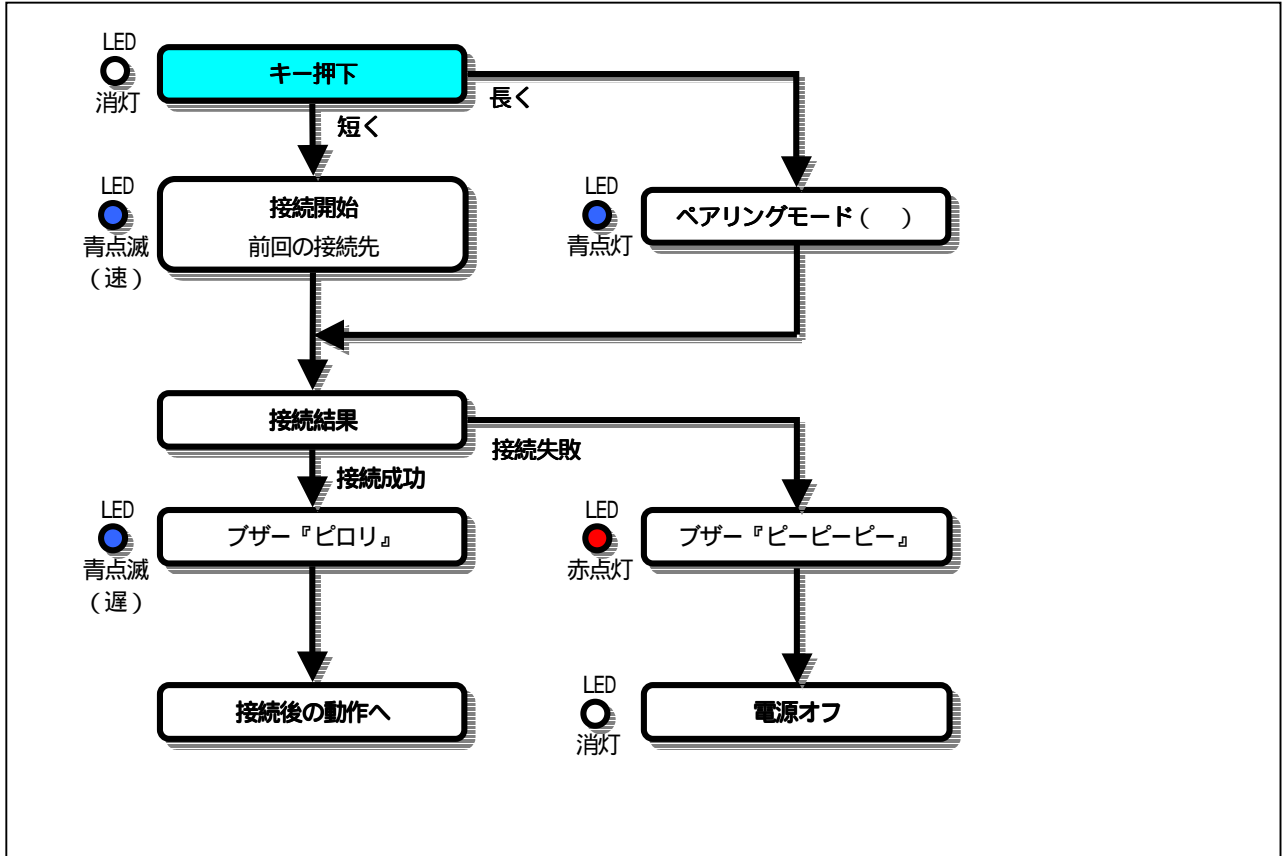 LED
消灯
キー押下
長く
短く
LED
青点滅
（速）
接続開始
前回の接続先
LED
青点灯
ペアリングモード（　）
接続結果
接続失敗
接続成功
LED
青点滅
（遅）
ブザー『ピロリ』
LED
赤点灯
ブザー『ピーピーピー』
接続後の動作へ
LED
消灯
電源オフ